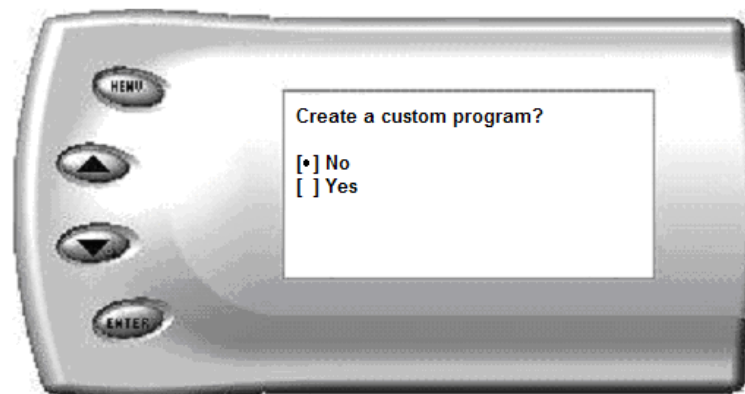 MENU
Create a custom program?
[•] No
[ ] Yes
ENTER